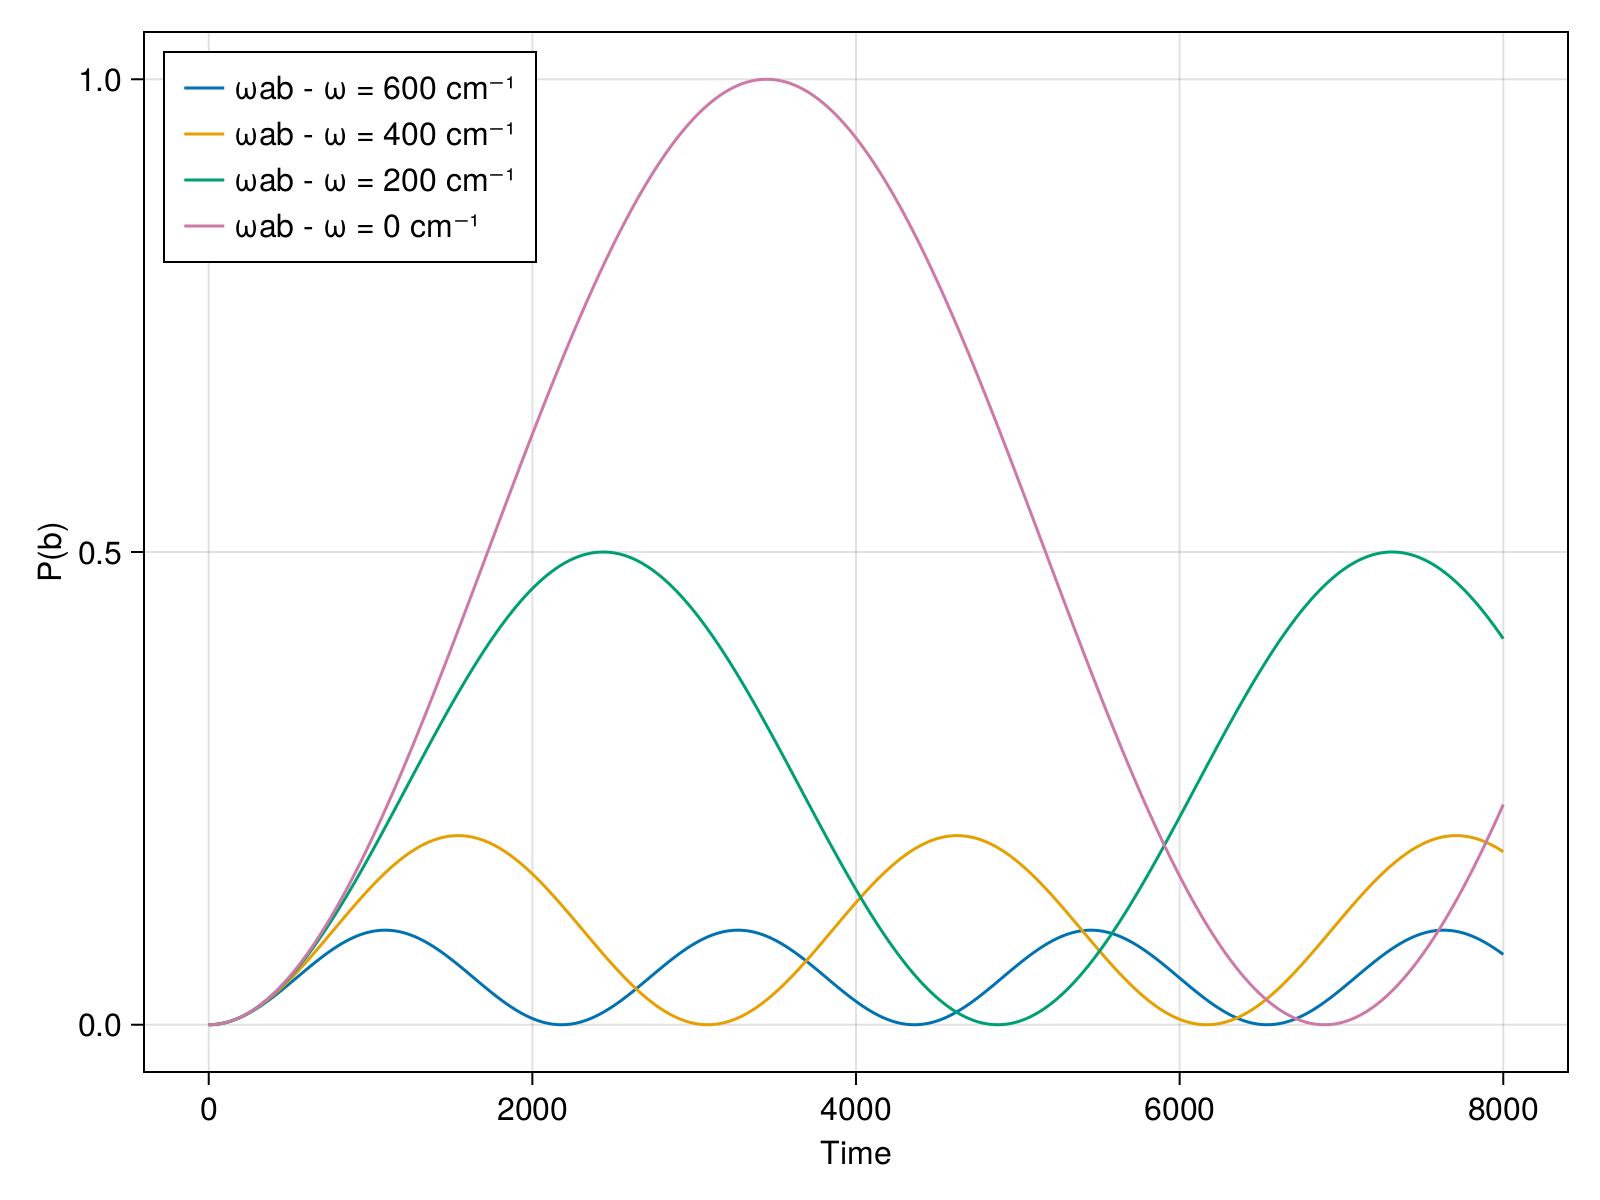 ωab - ω = 600 cm⁻¹
ωab - ω = 400 cm⁻¹
ωab - ω = 200 cm⁻¹
ωab - ω = 0 cm⁻¹
1.0
0.5
0.0
P(b)
0 2000 4000 6000 8000
Time